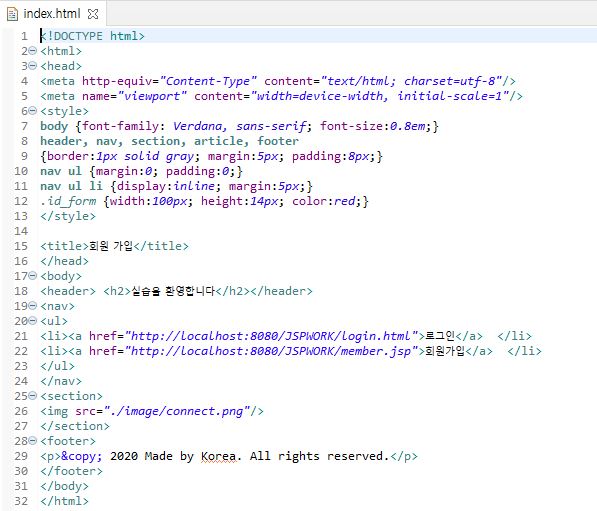 index.html
1 <!DOCTYPE html>
2 <html>
3 <head>
4 <meta http-equiv="Content-Type" content="text/html; charset=utf-8"/>
5 <meta name="viewport" content="width=device-width, initial-scale=1"/>
6 <style>
7 body {font-family: Verdana, sans-serif; font-size:0.8em;}
8 header, nav, section, article, footer
9 {border:1px solid gray; margin:5px; padding:8px;}
10 nav ul {margin:0; padding:0;}
11 nav ul li {display:inline; margin:5px;}
12 .id_form {width:100px; height:14px; color:red;}
13 </style>
14
15 <title>회원 가입</title>
16 </head>
17 <body>
18 <header> <h2>실습을 환영합니다</h2></header>
19 <nav>
20 <ul>
21 <li><a href="http://localhost:8080/JSPWORK/login.html">로그인</a>  </li>
22 <li><a href="http://localhost:8080/JSPWORK/member.jsp">회원가입</a>  </li>
23 </ul>
24 </nav>
25 <section>
26 <img src="./image/connect.png"/>
27 </section>
28 <footer>
29 <p>&copy; 2020 Made by Korea. All rights reserved.</p>
30 </footer>
31 </body>
32 </html>